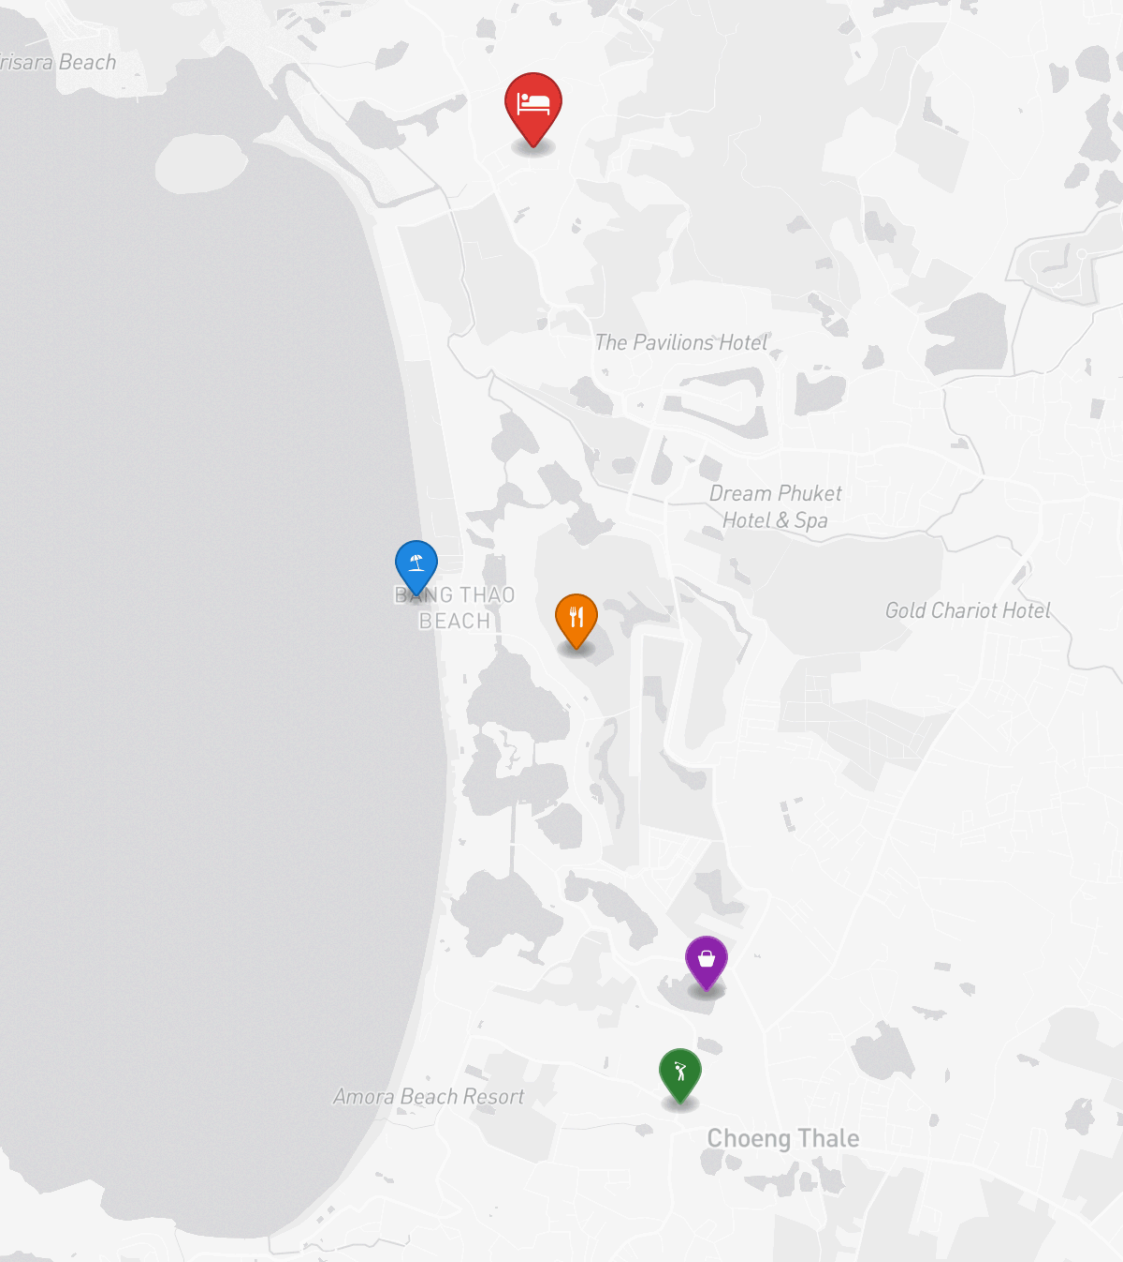 risara Beach
The Pavilions Hotel
Dream Phuket
Hotel & Spa
BANG THAO
BEACH
Gold Chariot Hotel
Amora Beach Resort
Choeng Thale